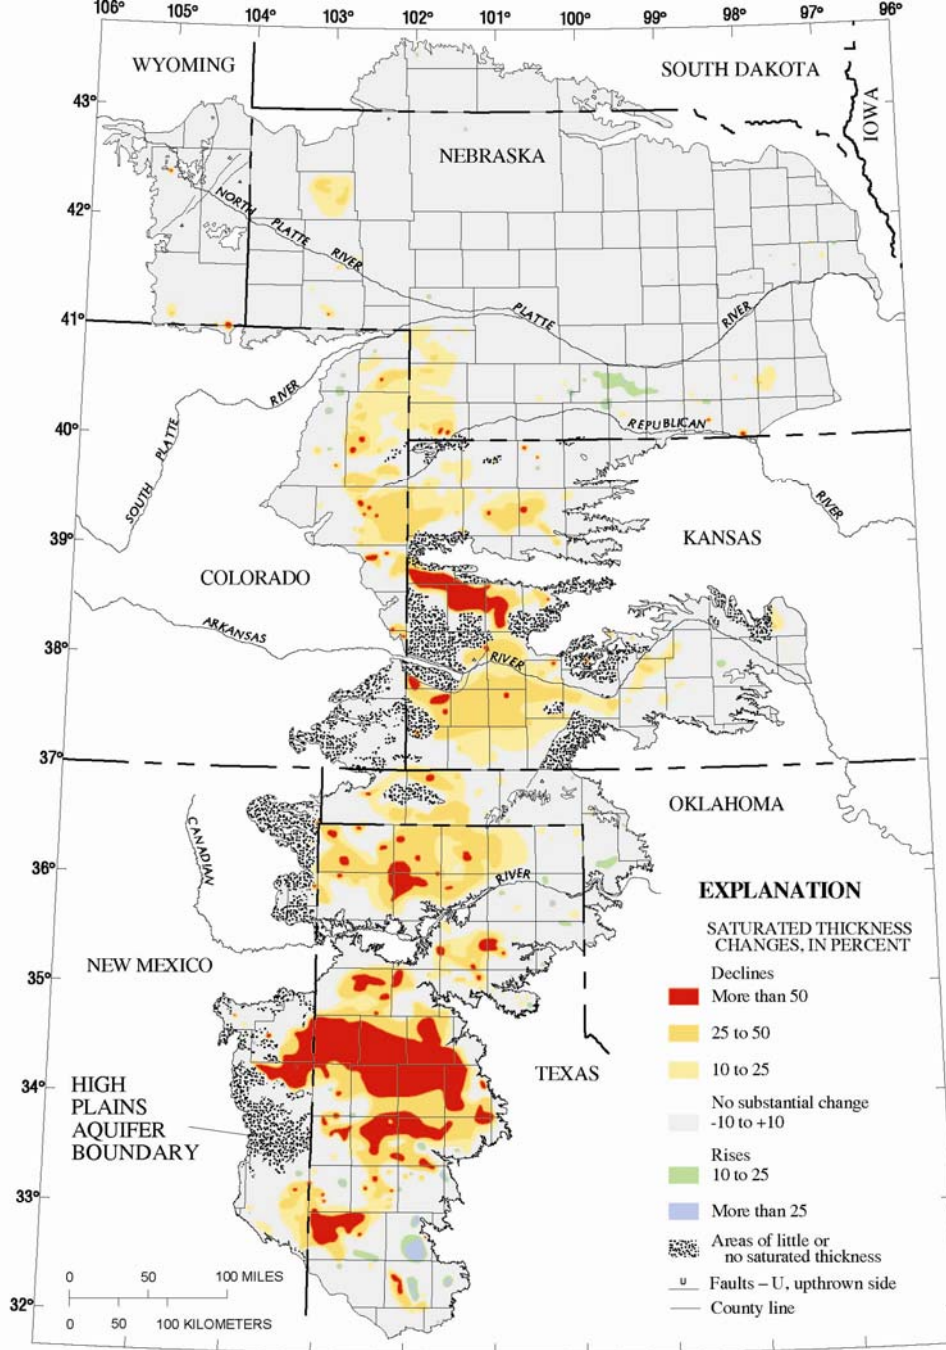 106° 105° 104° 103° 102° 101° 100° 99° 98° 97° 96°
WYOMING
SOUTH DAKOTA
IOWA
43°
NEBRASKA
42°
NORTH PLATTE RIVER
41°
PLATTE RIVER
SOUTH PLATTE RIVER
40°
REPUBLICAN RIVER
39°
KANSAS
COLORADO
ARKANSAS RIVER
38°
37°
OKLAHOMA
CANADIAN RIVER
36°
NEW MEXICO
35°
TEXAS
34°
HIGH
PLAINS
AQUIFER
BOUNDARY
33°
32°
EXPLANATION
SATURATED THICKNESS
CHANGES, IN PERCENT
Declines
More than 50
25 to 50
10 to 25
No substantial change
-10 to +10
Rises
10 to 25
More than 25
Areas of little or
no saturated thickness
U Faults – U, upthrown side
County line
0 50 100 MILES
0 50 100 KILOMETERS